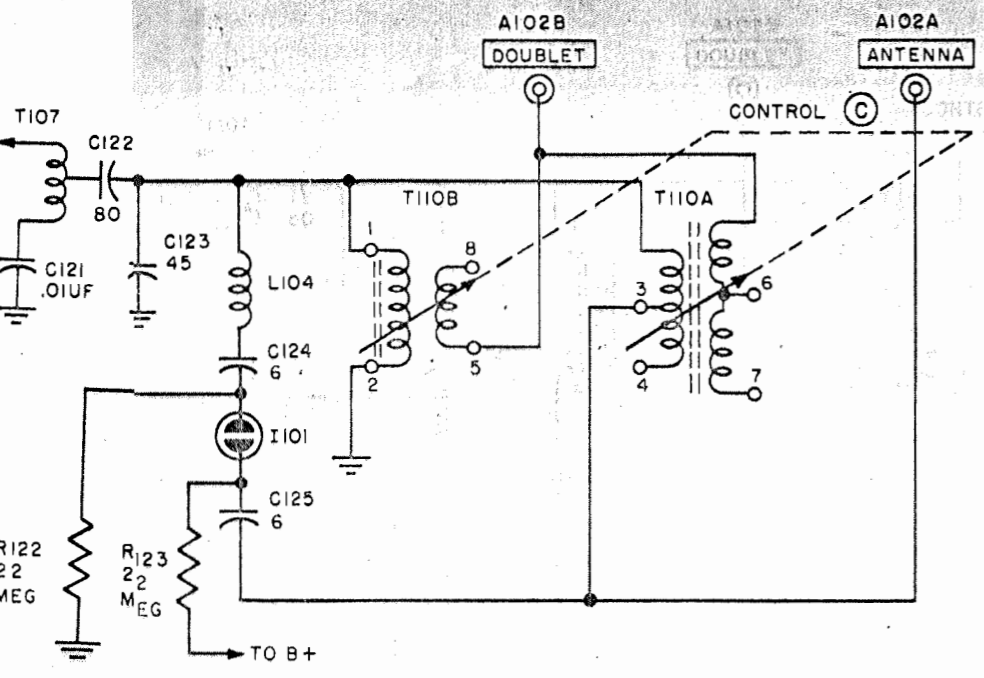 A102B
DOUBLET
A102A
ANTENNA
CONTROL C
T107
C122
80
T110B
T110A
C123
45
C121
.01UF
L104
1
8
3
6
C124
6
2
5
4
7
I101
C125
6
R122
22
MEG
R123
22
MEG
TO B+